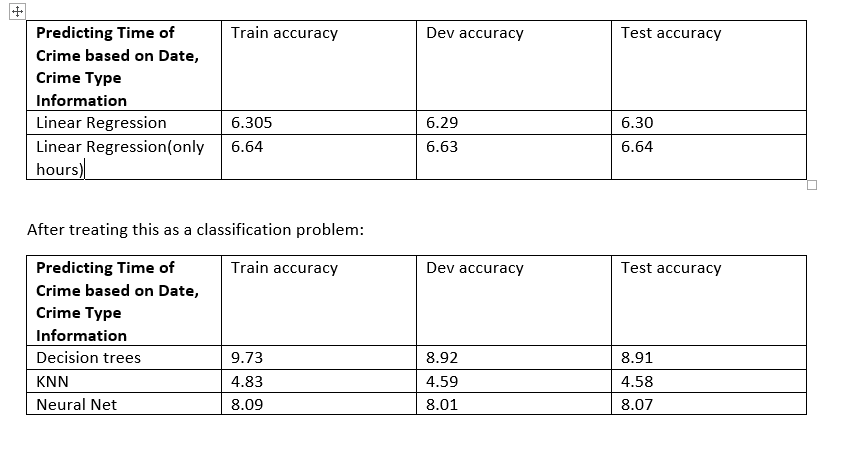 Predicting Time of Crime based on Date, Crime Type Information Train accuracy Dev accuracy Test accuracy
Linear Regression 6.305 6.29 6.30
Linear Regression(only hours) 6.64 6.63 6.64
After treating this as a classification problem:
Predicting Time of Crime based on Date, Crime Type Information Train accuracy Dev accuracy Test accuracy
Decision trees 9.73 8.92 8.91
KNN 4.83 4.59 4.58
Neural Net 8.09 8.01 8.07